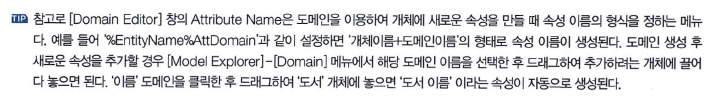 TIP 참고로 [Domain Editor] 창의 Attribute Name은 도메인을 이용하여 개체에 새로운 속성을 만들 때 속성 이름의 형식을 정하는 메뉴
다. 예를 들어 '%EntityName%AttDomain'과 같이 설정하면 '개체이름+도메인이름'의 형태로 속성 이름이 생성된다. 도메인 생성 후
새로운 속성을 추가할 경우 [Model Explorer]-[Domain] 메뉴에서 해당 도메인 이름을 선택한 후 드래그하여 추가하려는 개체에 끌어
다 놓으면 된다. '이름' 도메인을 클릭한 후 드래그하여 '도서' 개체에 놓으면 '도서 이름' 이라는 속성이 자동으로 생성된다.